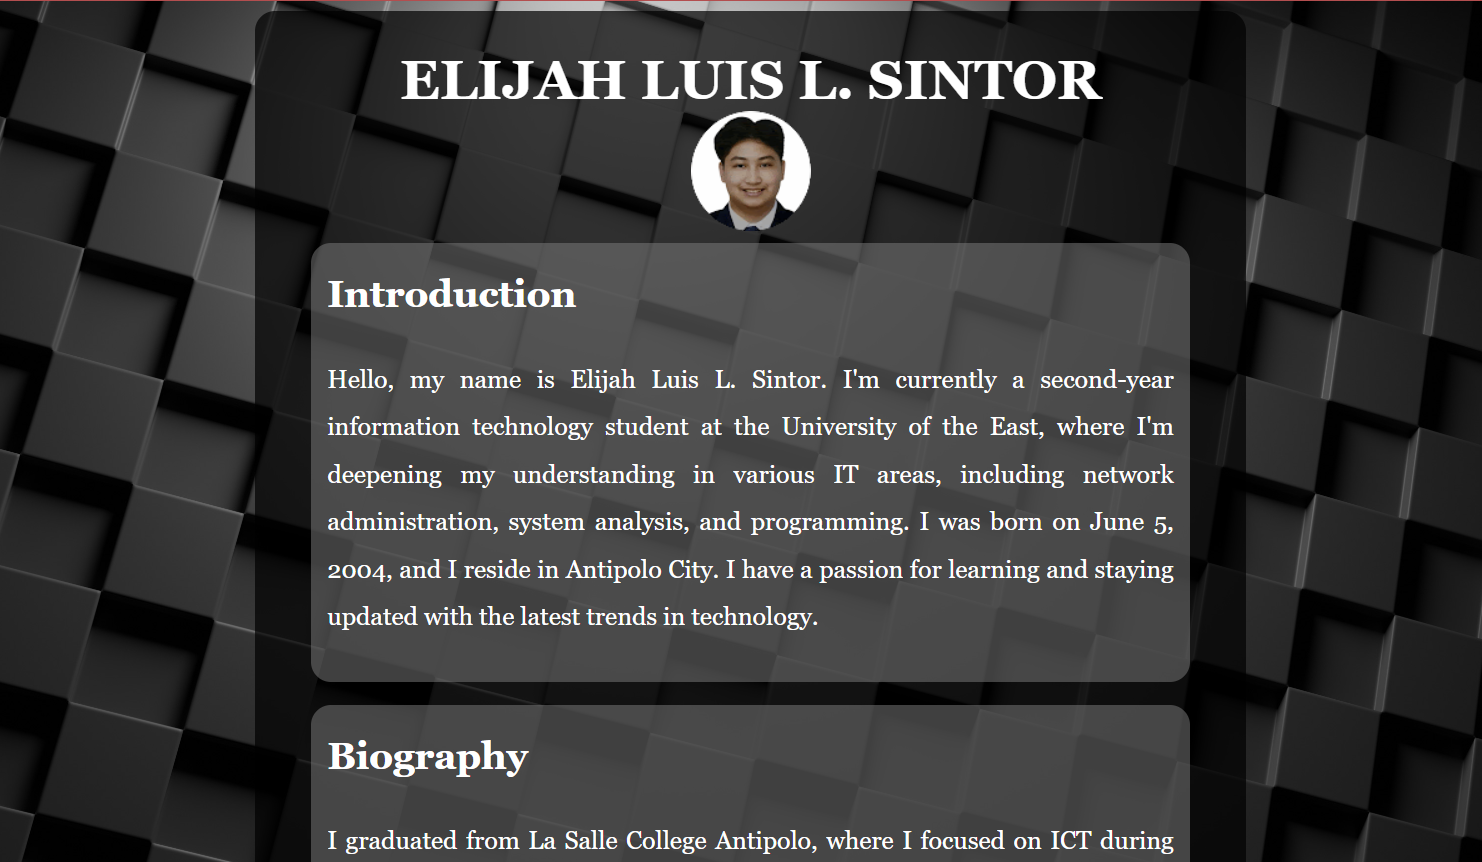 ELIJAH LUIS L. SINTOR
Introduction
Hello, my name is Elijah Luis L. Sintor. I'm currently a second-year
information technology student at the University of the East, where I'm
deepening my understanding in various IT areas, including network
administration, system analysis, and programming. I was born on June 5,
2004, and I reside in Antipolo City. I have a passion for learning and staying
updated with the latest trends in technology.
Biography
I graduated from La Salle College Antipolo, where I focused on ICT during